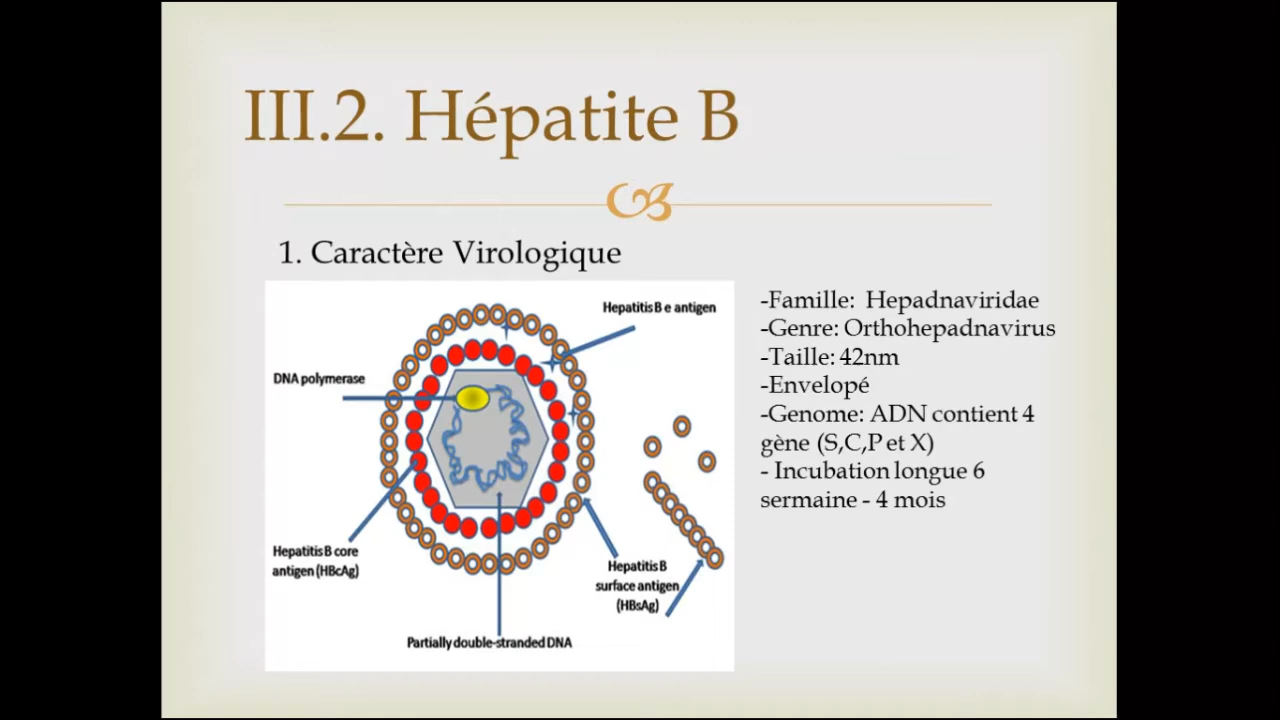 III.2. Hépatite B
1. Caractère Virologique
Hepatitis B e antigen
DNA polymerase
Hepatitis B core
antigen (HBcAg)
Hepatitis B
surface antigen
(HBsAg)
Partially double-stranded DNA
-Famille: Hepadnaviridae
-Genre: Orthohepadnavirus
-Taille: 42nm
-Envelopé
-Genome: ADN contient 4
gène (S,C,P et X)
- Incubation longue 6
sermaine - 4 mois